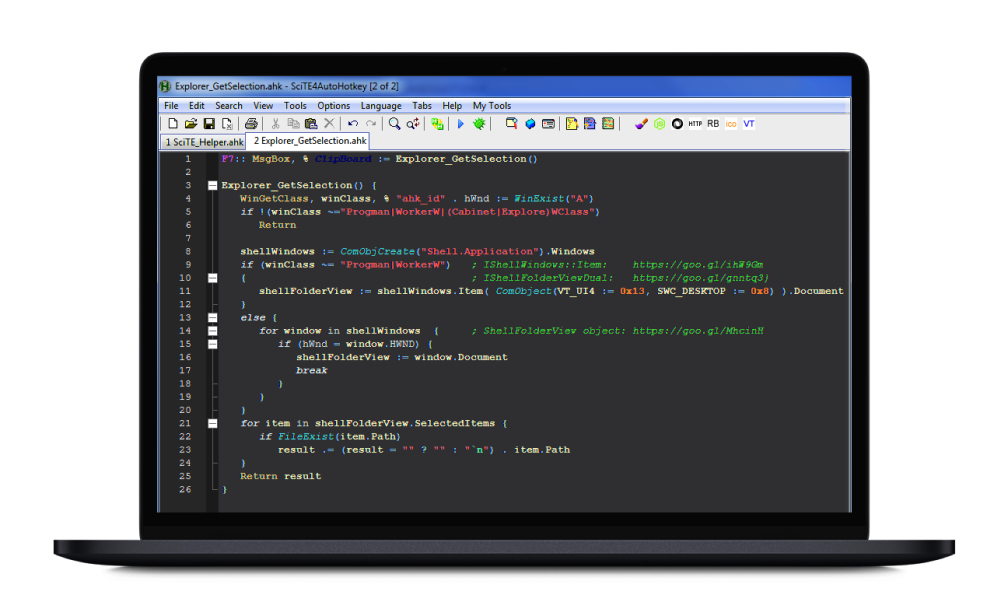 Explorer_GetSelection.ahk - SciTE4AutoHotkey [2 of 2]
File Edit Search View Tools Options Language Tabs Help My Tools
HTTP RB ico VT
1 SciTE_Helper.ahk 2 Explorer_GetSelection.ahk
1 F7:: MsgBox, % ClipBoard := Explorer_GetSelection()
2
3 Explorer_GetSelection() {
4 WinGetClass, winClass, % "ahk_id" . hWnd := WinExist("A")
5 if !(winClass ~="Progman|WorkerW|(Cabinet|Explore)WClass")
6 Return
7
8 shellWindows := ComObjCreate("Shell.Application").Windows
9 if (winClass ~= "Progman|WorkerW") ; IShellWindows::Item: https://goo.gl/ihW9Gm
10 { ; IShellFolderViewDual: https://goo.gl/gnntq3}
11 shellFolderView := shellWindows.Item( ComObject(VT_UI4 := 0x13, SWC_DESKTOP := 0x8) ).Document
12 }
13 else {
14 for window in shellWindows { ; ShellFolderView object: https://goo.gl/MhcinH
15 if (hWnd = window.HWND) {
16 shellFolderView := window.Document
17 break
18 }
19 }
20 }
21 for item in shellFolderView.SelectedItems {
22 if FileExist(item.Path)
23 result .= (result = "" ? "" : "`n") . item.Path
24 }
25 Return result
26 }